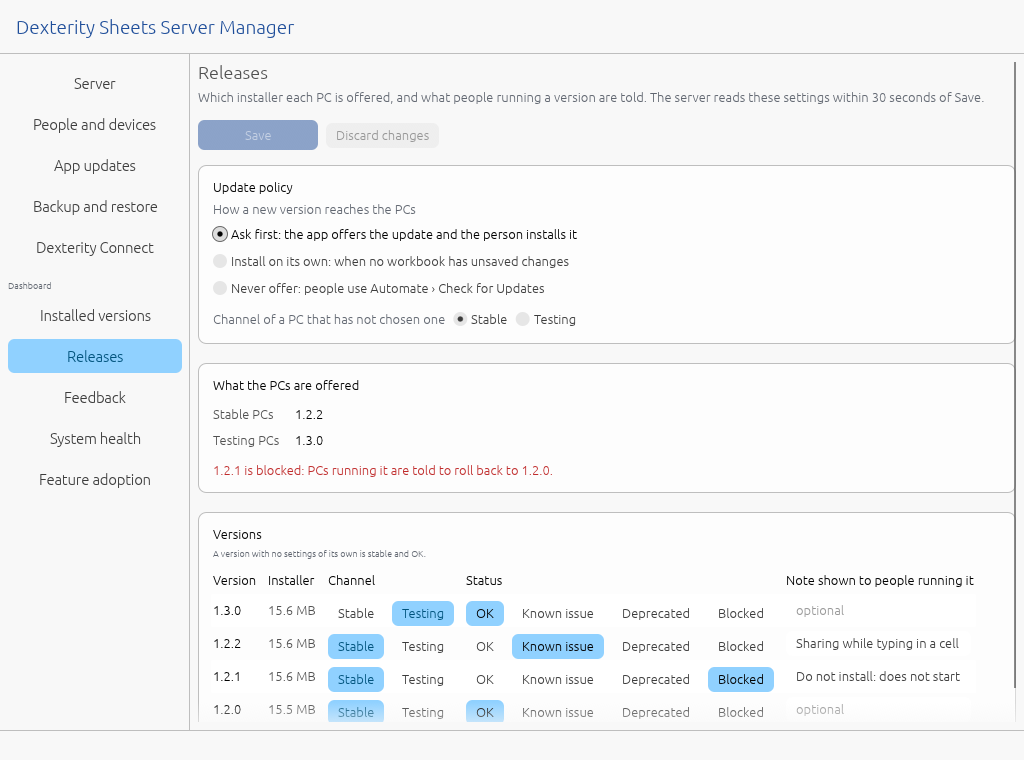 Dexterity Sheets Server Manager
Server
People and devices
App updates
Backup and restore
Dexterity Connect
Dashboard
Installed versions
Releases
Feedback
System health
Feature adoption
Releases
Which installer each PC is offered, and what people running a version are told. The server reads these settings within 30 seconds of Save.
Save Discard changes
Update policy
How a new version reaches the PCs
Ask first: the app offers the update and the person installs it
Install on its own: when no workbook has unsaved changes
Never offer: people use Automate › Check for Updates
Channel of a PC that has not chosen one Stable Testing
What the PCs are offered
Stable PCs 1.2.2
Testing PCs 1.3.0
1.2.1 is blocked: PCs running it are told to roll back to 1.2.0.
Versions
A version with no settings of its own is stable and OK.
Version Installer Channel Status Note shown to people running it
1.3.0 15.6 MB Stable Testing OK Known issue Deprecated Blocked optional
1.2.2 15.6 MB Stable Testing OK Known issue Deprecated Blocked Sharing while typing in a cell
1.2.1 15.6 MB Stable Testing OK Known issue Deprecated Blocked Do not install: does not start
1.2.0 15.5 MB Stable Testing OK Known issue Deprecated Blocked optional